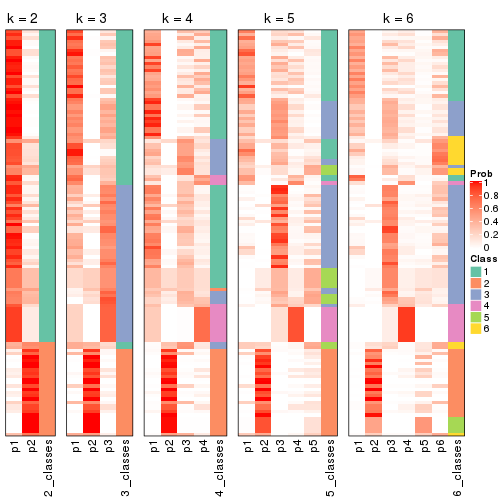 k = 2
k = 3
k = 4
k = 5
k = 6
Prob
1
0.8
0.6
0.4
0.2
0
Class
1
2
3
4
5
6
p1
p2
2_classes
p1
p2
p3
3_classes
p1
p2
p3
p4
4_classes
p1
p2
p3
p4
p5
5_classes
p1
p2
p3
p4
p5
p6
6_classes